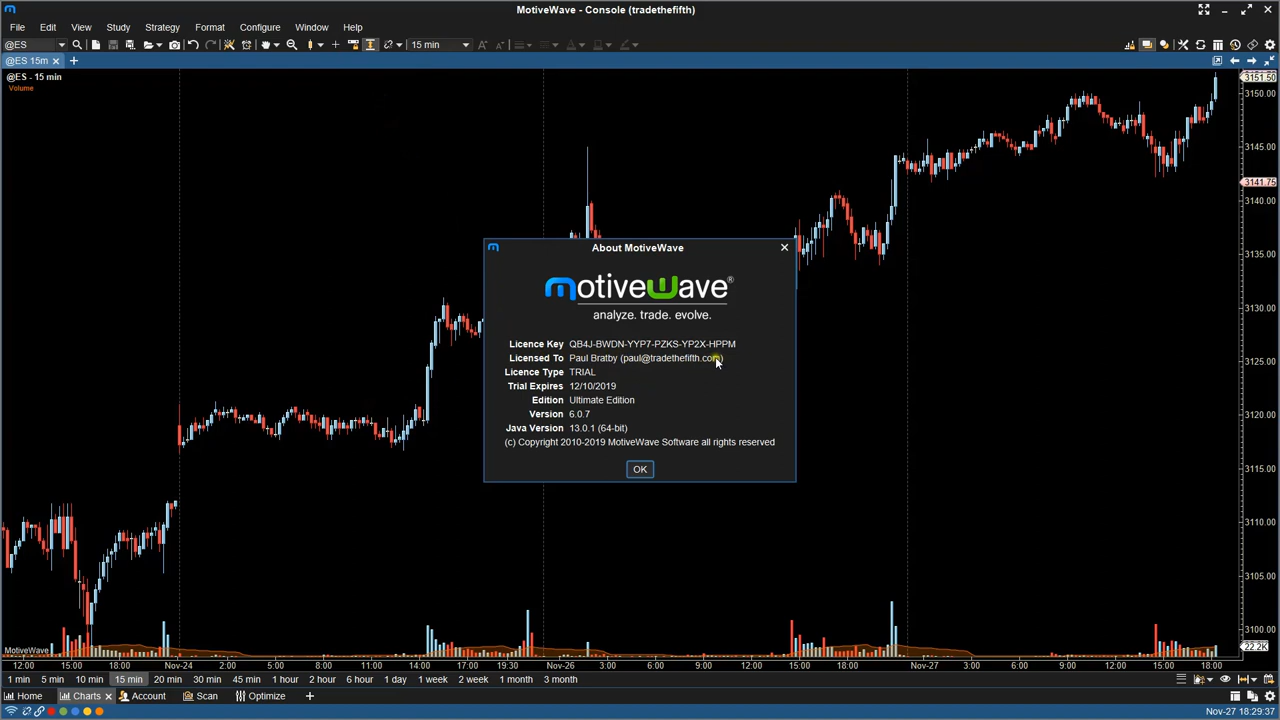 MotiveWave - Console (tradethefifth)
File Edit View Study Strategy Format Configure Window Help
@ES 15 min
@ES 15m
@ES - 15 min
Volume
3151.50
3150.00
3145.00
3141.75
3140.00
3135.00
3130.00
3125.00
3120.00
3115.00
3110.00
3105.00
3100.00
22.2K
About MotiveWave
motivewave®
analyze. trade. evolve.
Licence Key QB4J-BWDN-YYP7-PZKS-YP2X-HPPM
Licensed To Paul Bratby (paul@tradethefifth.com)
Licence Type TRIAL
Trial Expires 12/10/2019
Edition Ultimate Edition
Version 6.0.7
Java Version 13.0.1 (64-bit)
(c) Copyright 2010-2019 MotiveWave Software all rights reserved
OK
MotiveWave
12:00 15:00 18:00 Nov-24 2:00 5:00 8:00 11:00 14:00 17:00 19:30 Nov-26 3:00 6:00 9:00 12:00 15:00 18:00 Nov-27 3:00 6:00 9:00 12:00 15:00 18:00
1 min 5 min 10 min 15 min 20 min 30 min 45 min 1 hour 2 hour 6 hour 1 day 1 week 2 week 1 month 3 month
Home Charts Account Scan Optimize
Nov-27 18:29:37